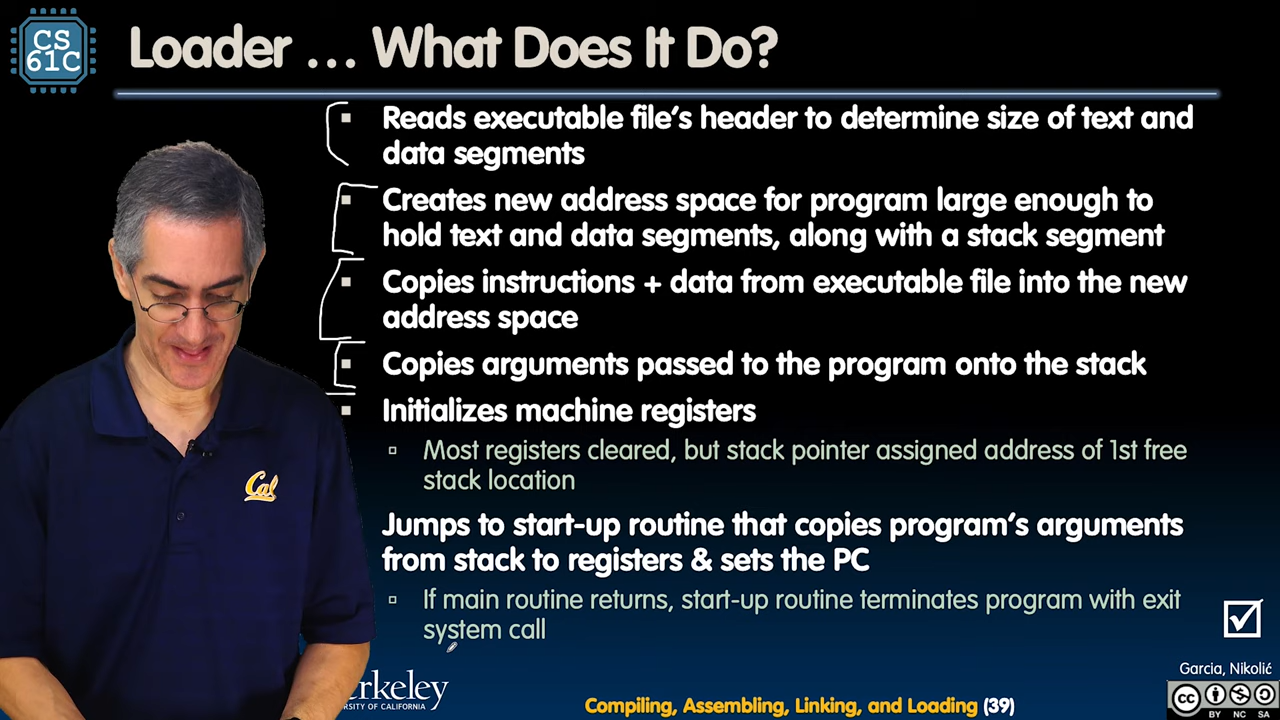 CS
61C
Loader ... What Does It Do?
Reads executable file's header to determine size of text and
data segments
Creates new address space for program large enough to
hold text and data segments, along with a stack segment
Copies instructions + data from executable file into the new
address space
Copies arguments passed to the program onto the stack
Initializes machine registers
Most registers cleared, but stack pointer assigned address of 1st free
stack location
Jumps to start-up routine that copies program's arguments
from stack to registers & sets the PC
If main routine returns, start-up routine terminates program with exit
system call
Cal
erkeley
RSITY OF CALIFORNIA
Compiling, Assembling, Linking, and Loading (39)
Garcia, Nikolić
cc
BY NC SA